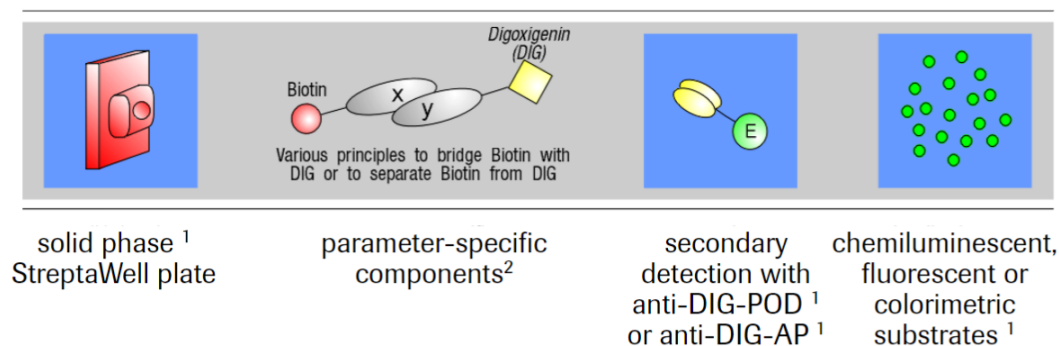 Digoxigenin
(DIG)
Biotin
x
y
E
Various principles to bridge Biotin with
DIG or to separate Biotin from DIG
solid phase ¹
StreptaWell plate
parameter-specific
components²
secondary
detection with
anti-DIG-POD ¹
or anti-DIG-AP ¹
chemiluminescent,
fluorescent or
colorimetric
substrates ¹